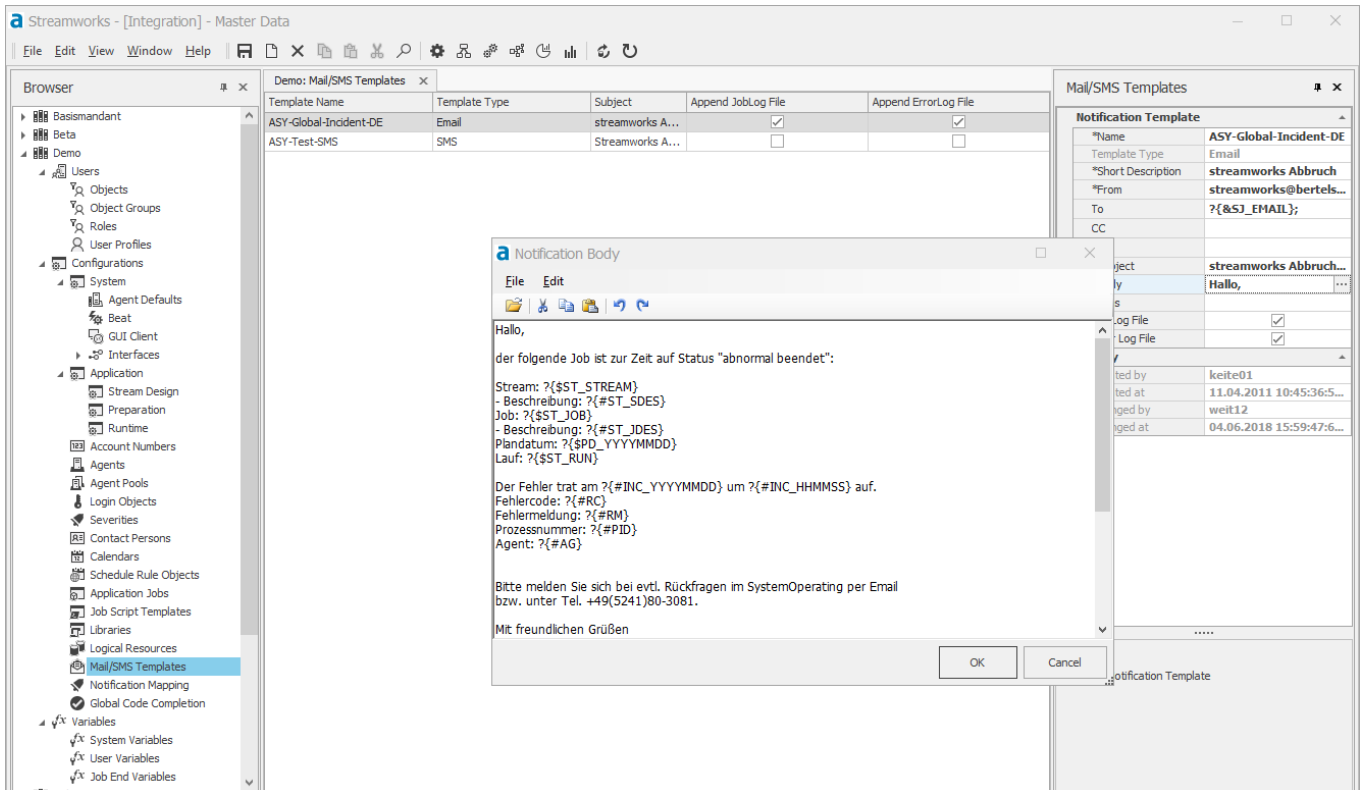 a Streamworks - [Integration] - Master Data
File Edit View Window Help
Browser
Basismandant
Beta
Demo
Users
Objects
Object Groups
Roles
User Profiles
Configurations
System
Agent Defaults
Beat
GUI Client
Interfaces
Application
Stream Design
Preparation
Runtime
Account Numbers
Agents
Agent Pools
Login Objects
Severities
Contact Persons
Calendars
Schedule Rule Objects
Application Jobs
Job Script Templates
Libraries
Logical Resources
Mail/SMS Templates
Notification Mapping
Global Code Completion
Variables
System Variables
User Variables
Job End Variables
Demo: Mail/SMS Templates
Template Name Template Type Subject Append JobLog File Append ErrorLog File
ASY-Global-Incident-DE Email streamworks A...
ASY-Test-SMS SMS Streamworks A...
a Notification Body
File Edit
Hallo,
der folgende Job ist zur Zeit auf Status "abnormal beendet":
Stream: ?{$ST_STREAM}
- Beschreibung: ?{#ST_SDES}
Job: ?{$ST_JOB}
- Beschreibung: ?{#ST_JDES}
Plandatum: ?{$PD_YYYYMMDD}
Lauf: ?{$ST_RUN}
Der Fehler trat am ?{#INC_YYYYMMDD} um ?{#INC_HHMMSS} auf.
Fehlercode: ?{#RC}
Fehlermeldung: ?{#RM}
Prozessnummer: ?{#PID}
Agent: ?{#AG}
Bitte melden Sie sich bei evtl. Rückfragen im SystemOperating per Email
bzw. unter Tel. +49(5241)80-3081.
Mit freundlichen Grüßen
OK Cancel
Mail/SMS Templates
Notification Template
*Name ASY-Global-Incident-DE
Template Type Email
*Short Description streamworks Abbruch
*From streamworks@bertels...
To ?{&SJ_EMAIL};
CC
ject streamworks Abbruch...
ly Hallo, ...
s
Log File
Log File
y
ted by keite01
ted at 11.04.2011 10:45:36:5...
nged by weit12
nged at 04.06.2018 15:59:47:6...
otification Template